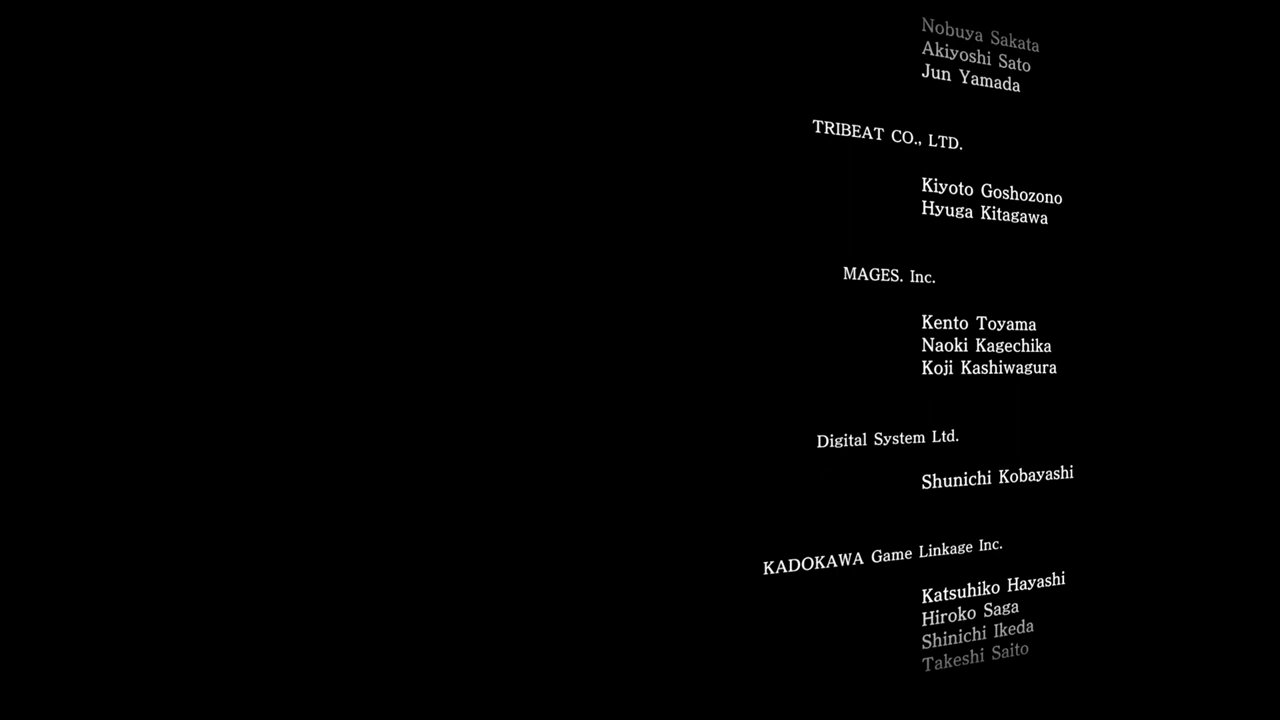 Nobuya Sakata
Akiyoshi Sato
Jun Yamada
TRIBEAT CO., LTD.
Kiyoto Goshozono
Hyuga Kitagawa
MAGES. Inc.
Kento Toyama
Naoki Kagechika
Koji Kashiwagura
Digital System Ltd.
Shunichi Kobayashi
KADOKAWA Game Linkage Inc.
Katsuhiko Hayashi
Hiroko Saga
Shinichi Ikeda
Takeshi Saito